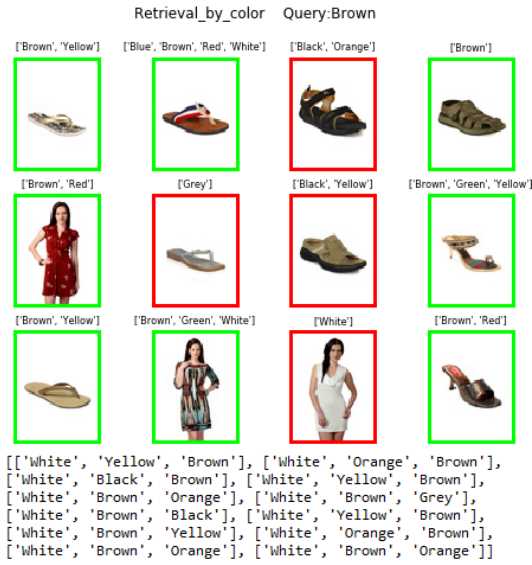 Retrieval_by_color    Query:Brown
['Brown', 'Yellow'] ['Blue', 'Brown', 'Red', 'White'] ['Black', 'Orange'] ['Brown']
['Brown', 'Red'] ['Grey'] ['Black', 'Yellow'] ['Brown', 'Green', 'Yellow']
['Brown', 'Yellow'] ['Brown', 'Green', 'White'] ['White'] ['Brown', 'Red']
[['White', 'Yellow', 'Brown'], ['White', 'Orange', 'Brown'],
['White', 'Black', 'Brown'], ['White', 'Yellow', 'Brown'],
['White', 'Brown', 'Orange'], ['White', 'Brown', 'Grey'],
['White', 'Brown', 'Black'], ['White', 'Yellow', 'Brown'],
['White', 'Brown', 'Yellow'], ['White', 'Orange', 'Brown'],
['White', 'Brown', 'Orange'], ['White', 'Brown', 'Orange']]